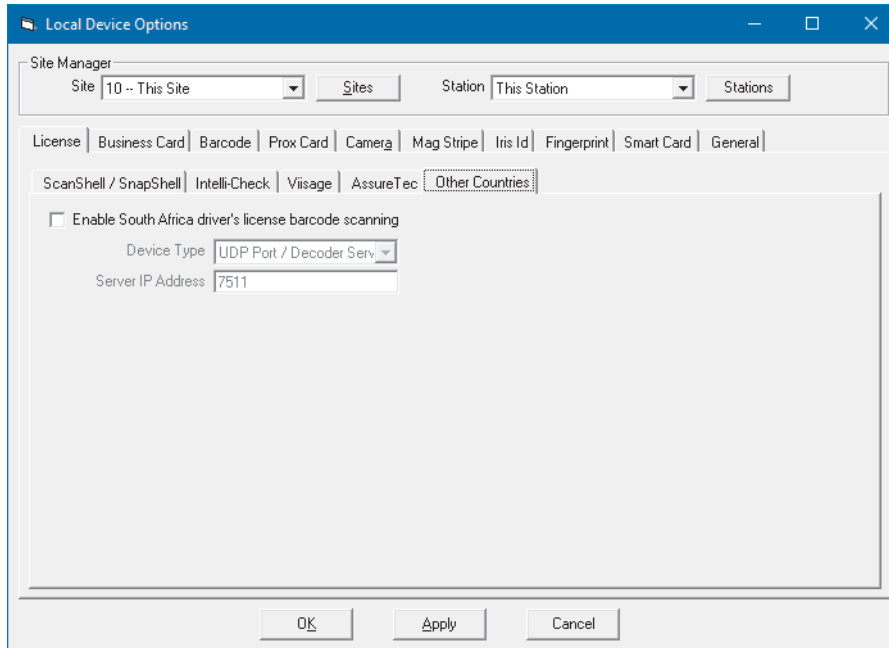 Local Device Options
Site Manager
Site 10 -- This Site Sites Station This Station Stations
License Business Card Barcode Prox Card Camera Mag Stripe Iris Id Fingerprint Smart Card General
ScanShell / SnapShell Intelli-Check Viisage AssureTec Other Countries
Enable South Africa driver's license barcode scanning
Device Type UDP Port / Decoder Serv
Server IP Address 7511
OK Apply Cancel